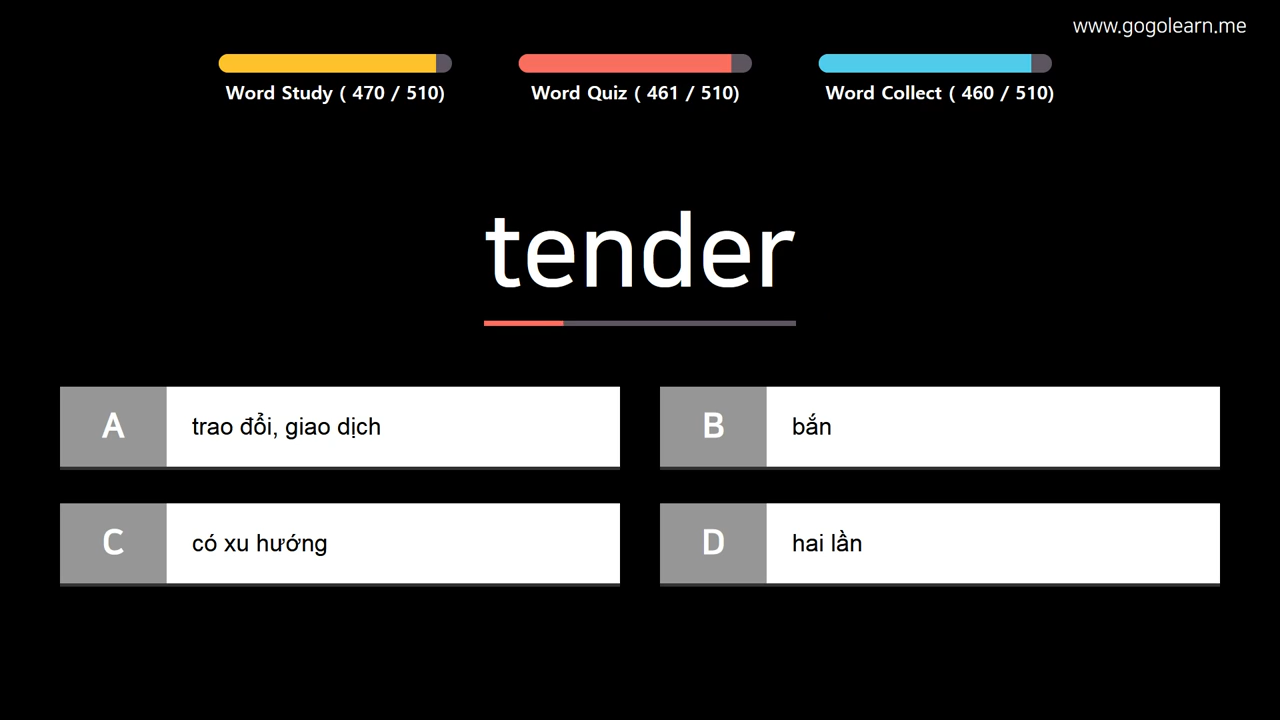 www.gogolearn.me
Word Study ( 470 / 510)
Word Quiz ( 461 / 510)
Word Collect ( 460 / 510)
tender
A trao đổi, giao dịch
B bắn
C có xu hướng
D hai lần